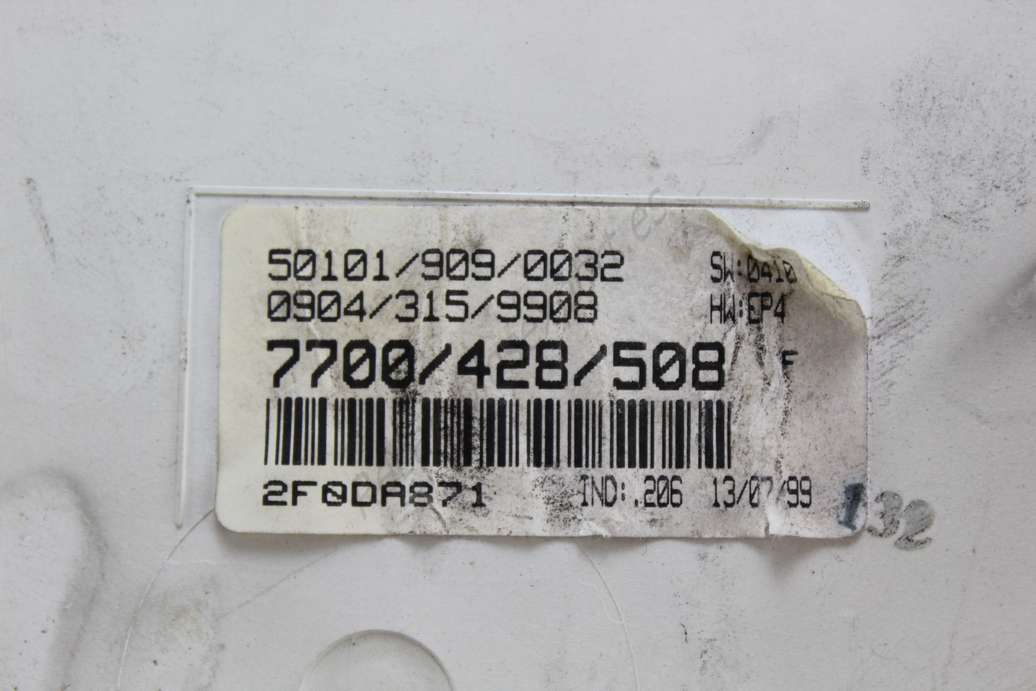 50101/909/0032 SW:0410
0904/315/9908 HW:EP4
7700/428/508 F
2F0DA871 IND:.206 13/07/99
132